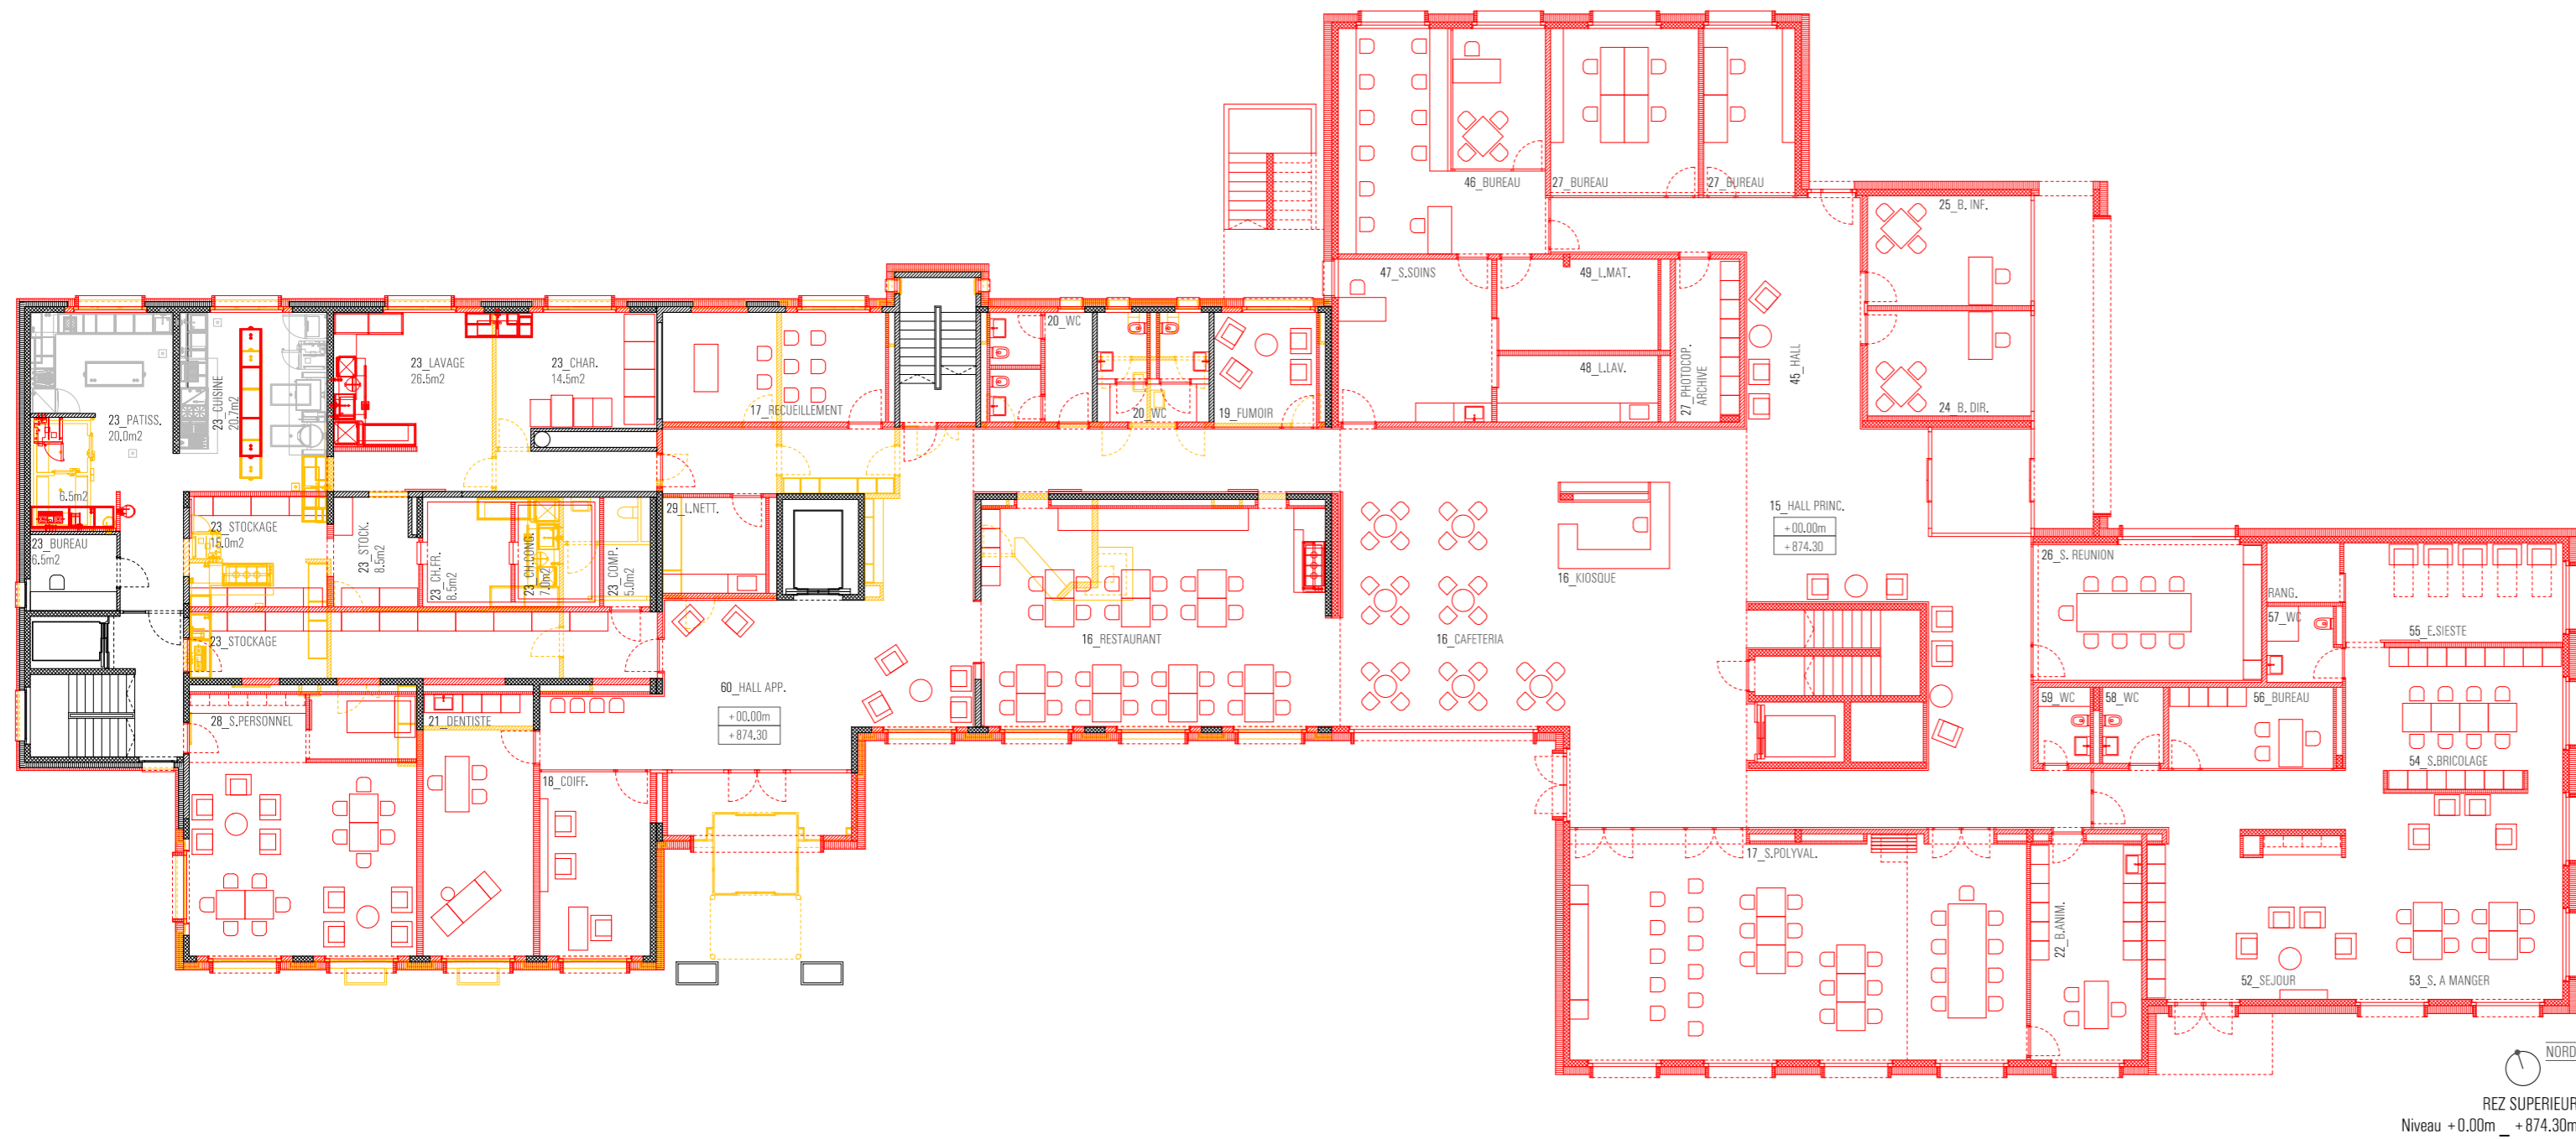 46_BUREAU
27_BUREAU
27_BUREAU
25_B. INF.
47_S.SOINS
49_L.MAT.
20_WC
23_LAVAGE
26.5m2
23_CHAR.
14.5m2
27_PHOTOCOP.
ARCHIVE
45_HALL
48_L.LAV.
23_CUISINE
20.7m2
23_PATISS.
20.0m2
17_RECUEILLEMENT
20_WC
19_FUMOIR
24_B. DIR.
6.5m2
29_L.NETT.
15_HALL PRINC.
+00.00m
+874.30
23_STOCKAGE
15.0m2
23_STOCK.
8.5m2
23_BUREAU
6.5m2
23_CH.FR.
8.5m2
23_CH.CONG.
7.0m2
23_COMP.
5.0m2
16_KIOSQUE
26_S. REUNION
RANG.
57_WC
55_E.SIESTE
23_STOCKAGE
16_RESTAURANT
16_CAFETERIA
60_HALL APP.
+00.00m
+874.30
28_S.PERSONNEL
21_DENTISTE
59_WC
58_WC
56_BUREAU
54_S.BRICOLAGE
18_COIFF.
17_S.POLYVAL.
22_B.ANIM.
52_SEJOUR
53_S. A MANGER
NORD
REZ SUPERIEUR
Niveau +0.00m _ +874.30m